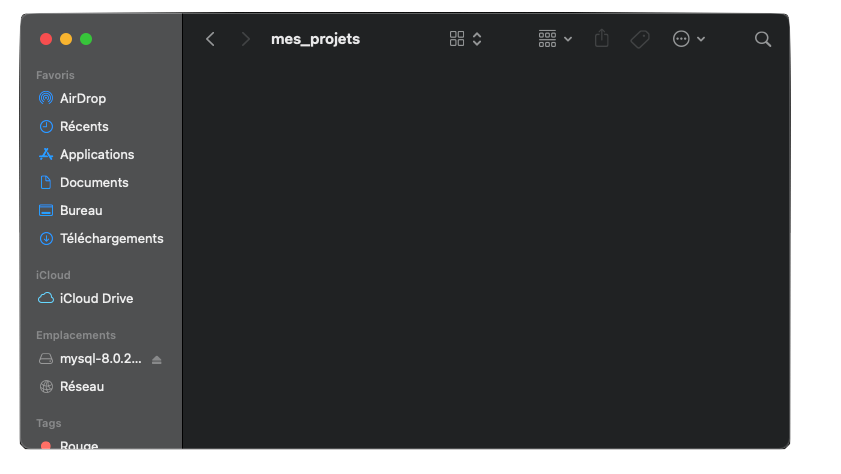 mes_projets
Favoris
AirDrop
Récents
Applications
Documents
Bureau
Téléchargements
iCloud
iCloud Drive
Emplacements
mysql-8.0.2...
Réseau
Tags
Rouge